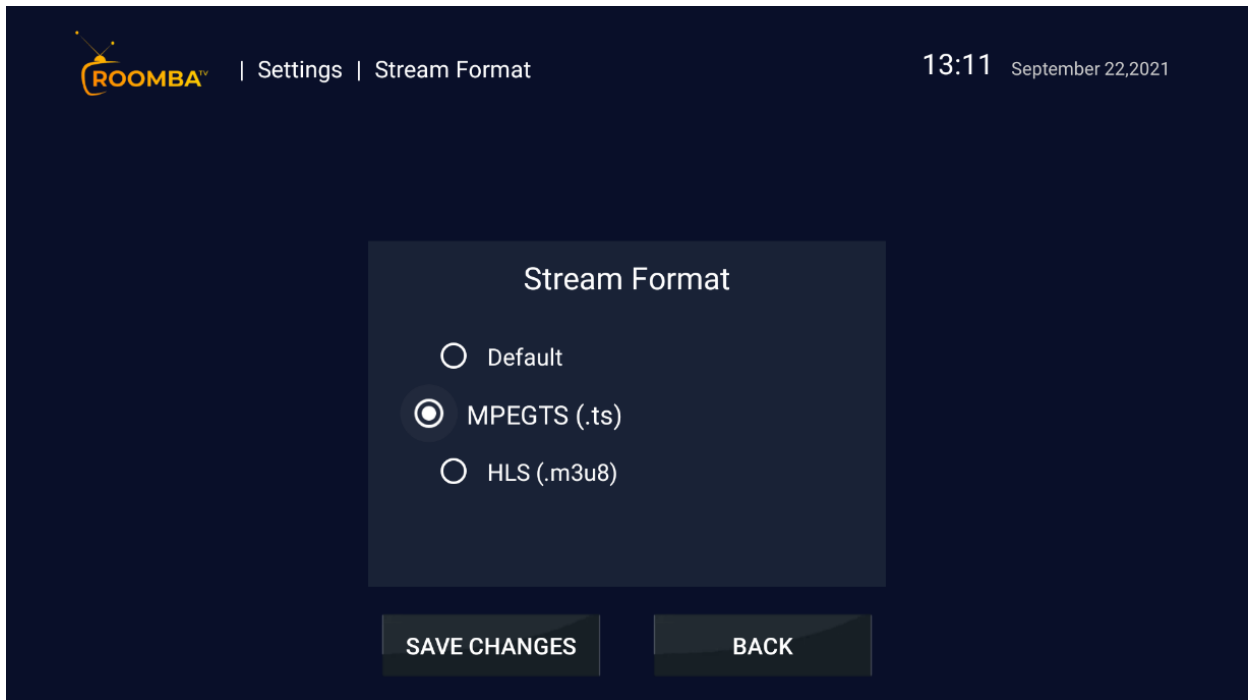 ROOMBA TV | Settings | Stream Format 13:11 September 22,2021
Stream Format
Default
MPEGTS (.ts)
HLS (.m3u8)
SAVE CHANGES BACK